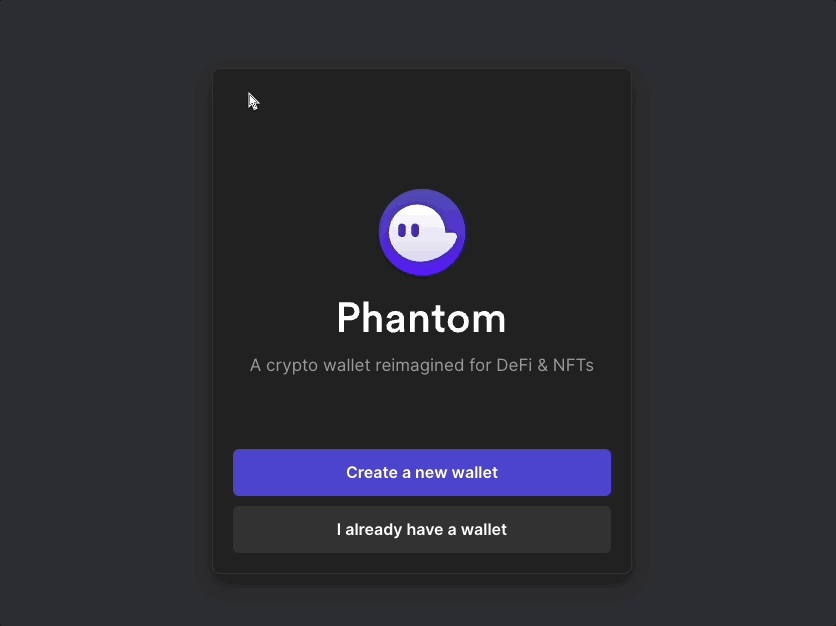 Phantom
A crypto wallet reimagined for DeFi & NFTs
Create a new wallet
I already have a wallet